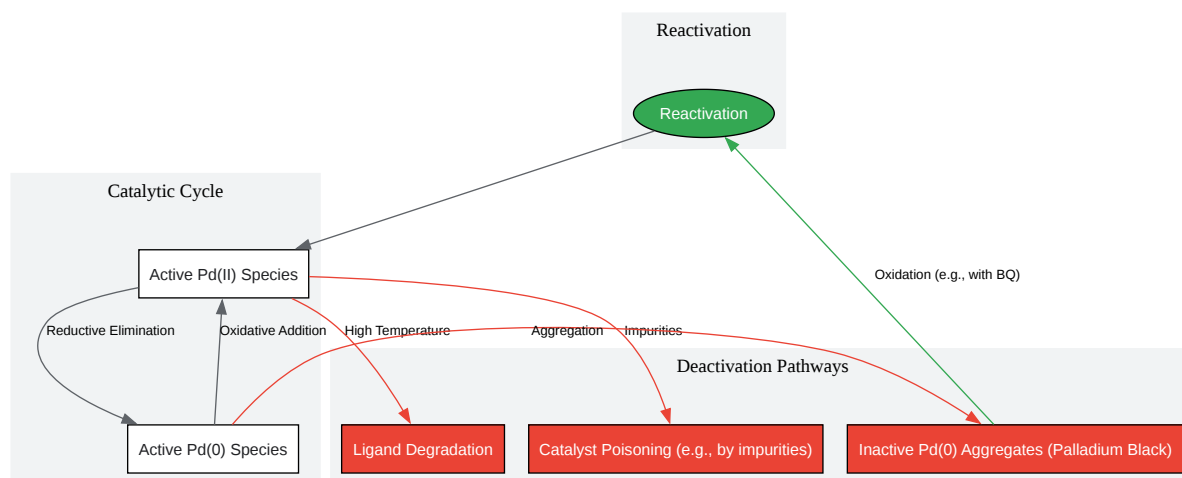 Reactivation
Reactivation
Catalytic Cycle
Active Pd(II) Species
Oxidation (e.g., with BQ)
Reductive Elimination
Oxidative Addition
High Temperature
Aggregation
Impurities
Deactivation Pathways
Active Pd(0) Species
Ligand Degradation
Catalyst Poisoning (e.g., by impurities)
Inactive Pd(0) Aggregates (Palladium Black)